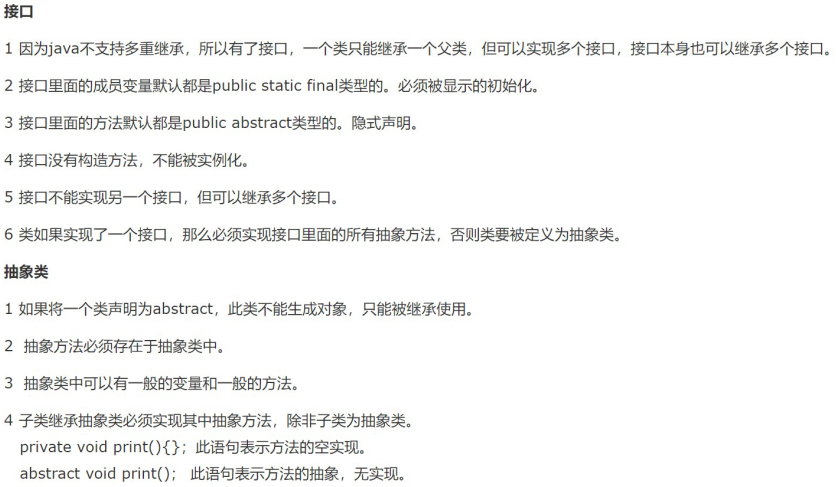 接口
1 因为java不支持多重继承，所以有了接口，一个类只能继承一个父类，但可以实现多个接口，接口本身也可以继承多个接口。
2 接口里面的成员变量默认都是public static final类型的。必须被显示的初始化。
3 接口里面的方法默认都是public abstract类型的。隐式声明。
4 接口没有构造方法，不能被实例化。
5 接口不能实现另一个接口，但可以继承多个接口。
6 类如果实现了一个接口，那么必须实现接口里面的所有抽象方法，否则类要被定义为抽象类。
抽象类
1 如果将一个类声明为abstract，此类不能生成对象，只能被继承使用。
2  抽象方法必须存在于抽象类中。
3  抽象类中可以有一般的变量和一般的方法。
4 子类继承抽象类必须实现其中抽象方法，除非子类为抽象类。
private void print(){}；此语句表示方法的空实现。
abstract void print()； 此语句表示方法的抽象，无实现。